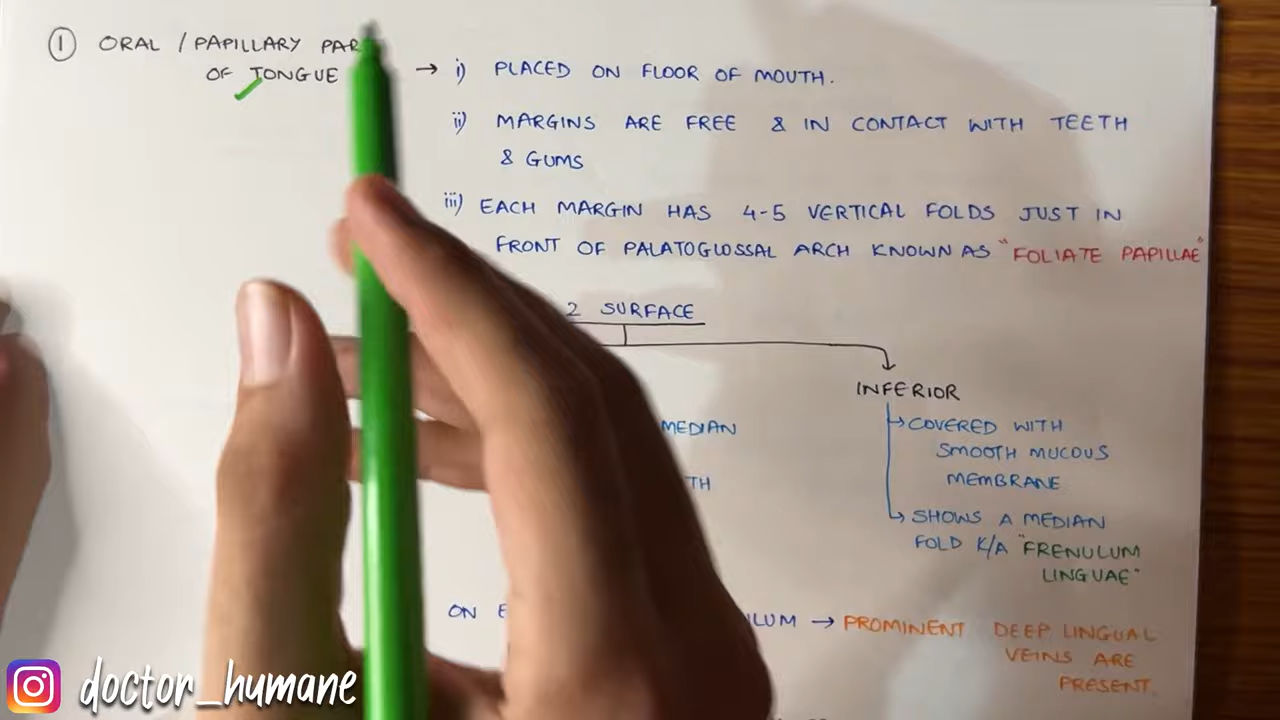 ① ORAL / PAPILLARY PAR
OF TONGUE → i) PLACED ON FLOOR OF MOUTH.
ii) MARGINS ARE FREE & IN CONTACT WITH TEETH
& GUMS
iii) EACH MARGIN HAS 4-5 VERTICAL FOLDS JUST IN
FRONT OF PALATOGLOSSAL ARCH KNOWN AS "FOLIATE PAPILLAE"
2 SURFACE
INFERIOR
MEDIAN
TH
COVERED WITH
SMOOTH MUCOUS
MEMBRANE
SHOWS A MEDIAN
FOLD K/A "FRENULUM
LINGUAE"
ON E ULUM → PROMINENT DEEP LINGUAL
VEINS ARE
PRESENT.
doctor_humane